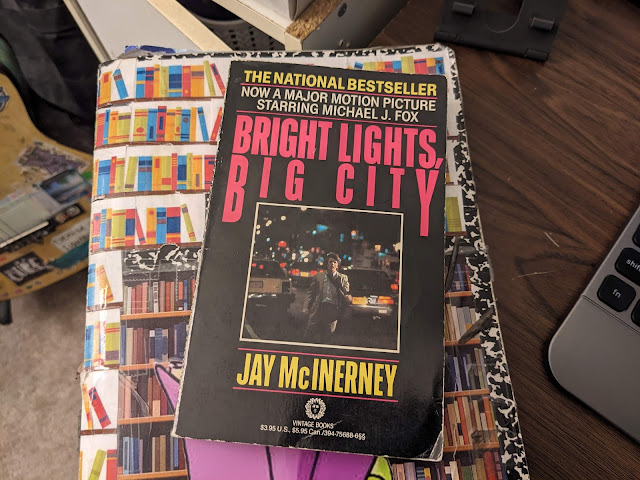 THE NATIONAL BESTSELLER
NOW A MAJOR MOTION PICTURE
STARRING MICHAEL J. FOX
BRIGHT LIGHTS,
BIG CITY
JAY McINERNEY
VINTAGE BOOKS
$3.95 U.S., $5.95 Can./394-75688-6§§
fn